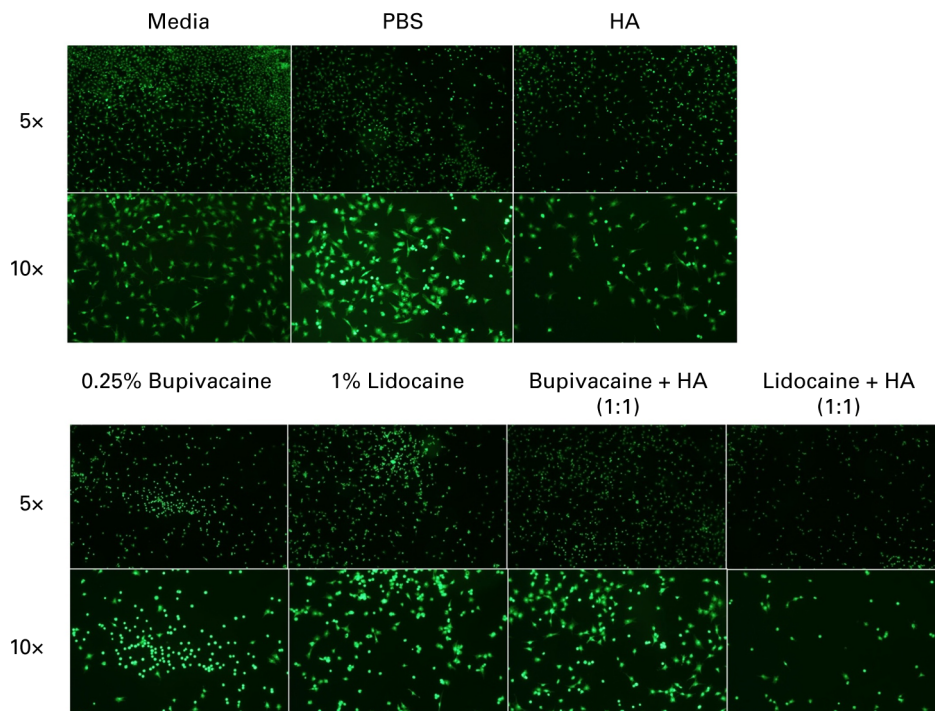 Media PBS HA
5×
10×
0.25% Bupivacaine 1% Lidocaine Bupivacaine + HA (1:1) Lidocaine + HA (1:1)
5×
10×